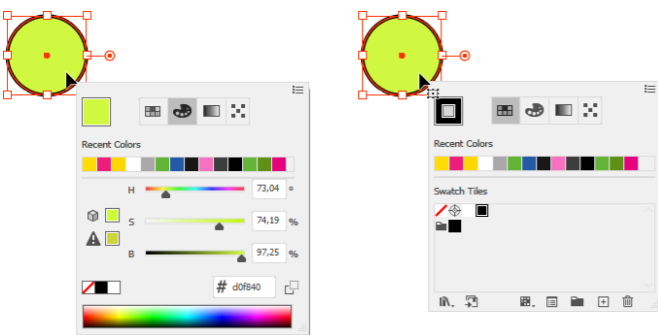 Recent Colors
H 73,04 °
S 74,19 %
B 97,25 %
# d0f840
Recent Colors
Swatch Tiles